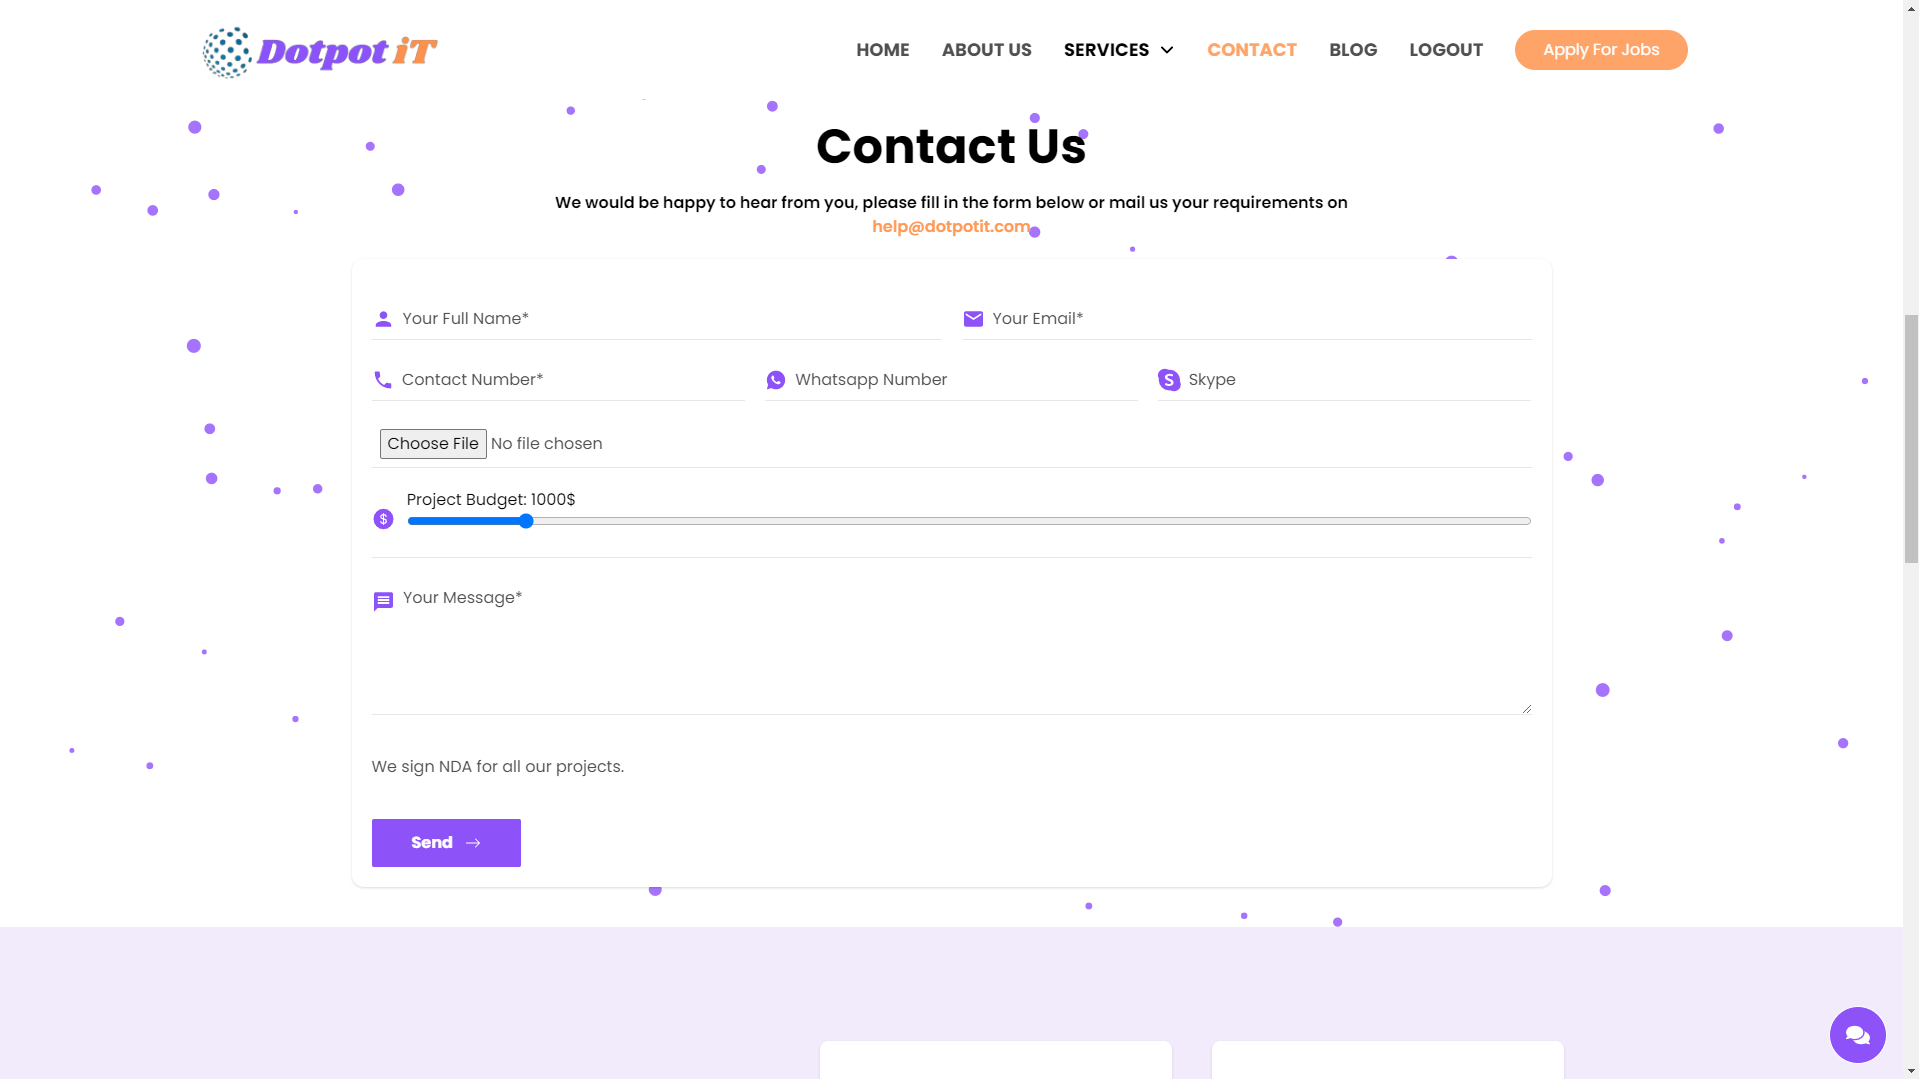 Dotpot iT
HOME ABOUT US SERVICES CONTACT BLOG LOGOUT Apply For Jobs
Contact Us
We would be happy to hear from you, please fill in the form below or mail us your requirements on
help@dotpotit.com
Your Full Name* Your Email*
Contact Number* Whatsapp Number Skype
Choose File No file chosen
Project Budget: 1000$
Your Message*
We sign NDA for all our projects.
Send